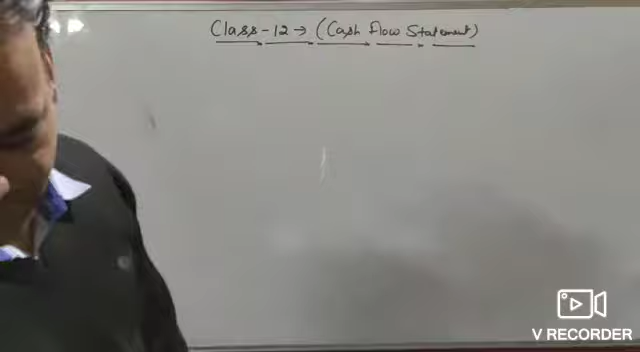 Class-12 → (Cash Flow Statement)
V RECORDER